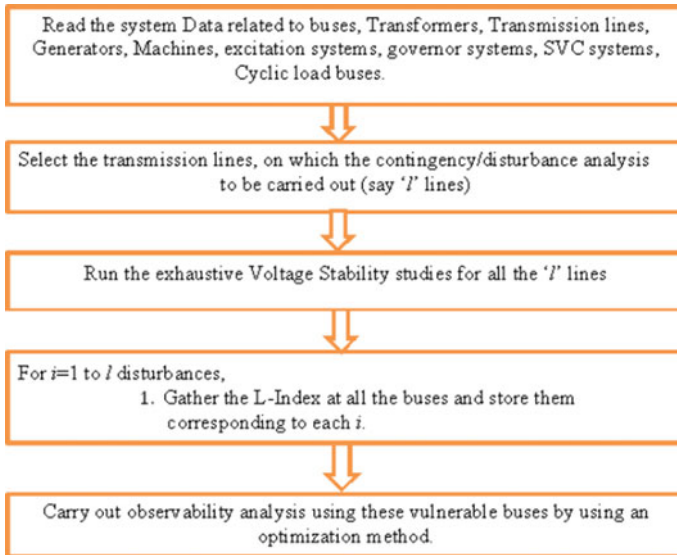 Read the system Data related to buses, Transformers, Transmission lines,
Generators, Machines, excitation systems, governor systems, SVC systems,
Cyclic load buses.
Select the transmission lines, on which the contingency/disturbance analysis
to be carried out (say ‘l’ lines)
Run the exhaustive Voltage Stability studies for all the ‘l’ lines
For i=1 to l disturbances,
1. Gather the L-Index at all the buses and store them
corresponding to each i.
Carry out observability analysis using these vulnerable buses by using an
optimization method.